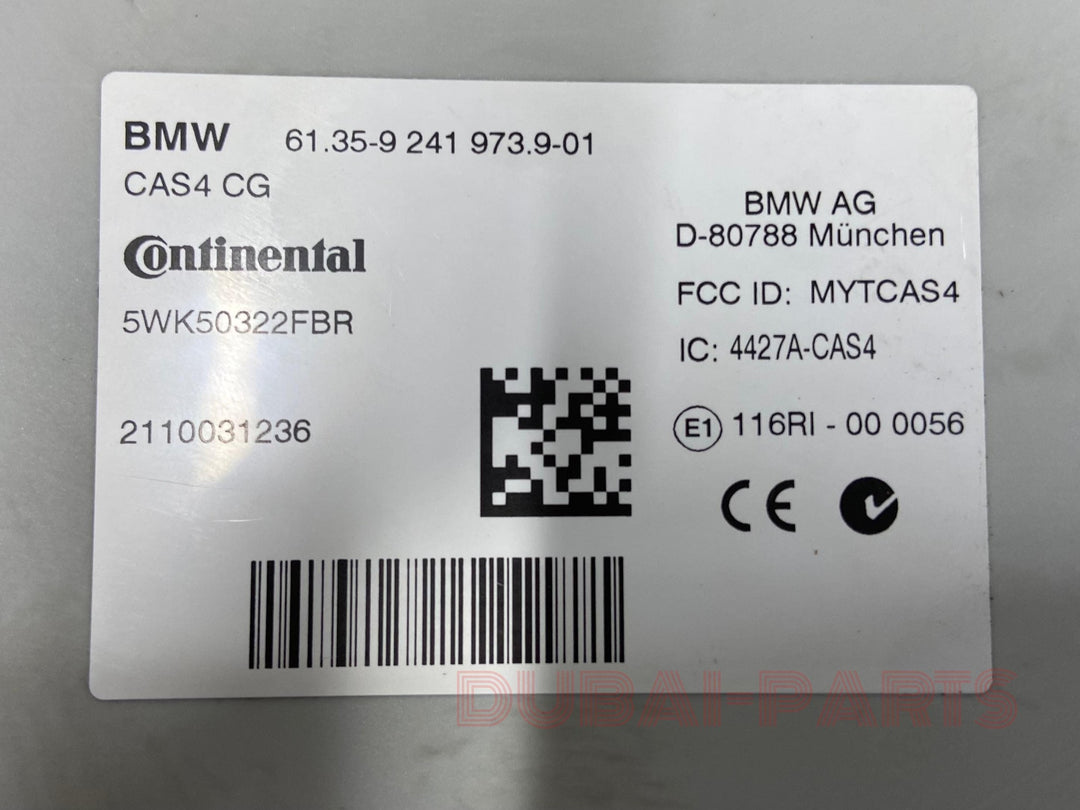 BMW 61.35-9 241 973.9-01
CAS4 CG
Continental
5WK50322FBR
2110031236
BMW AG
D-80788 München
FCC ID: MYTCAS4
IC: 4427A-CAS4
E1 116RI - 00 0056
CE
DUBAI-PARTS